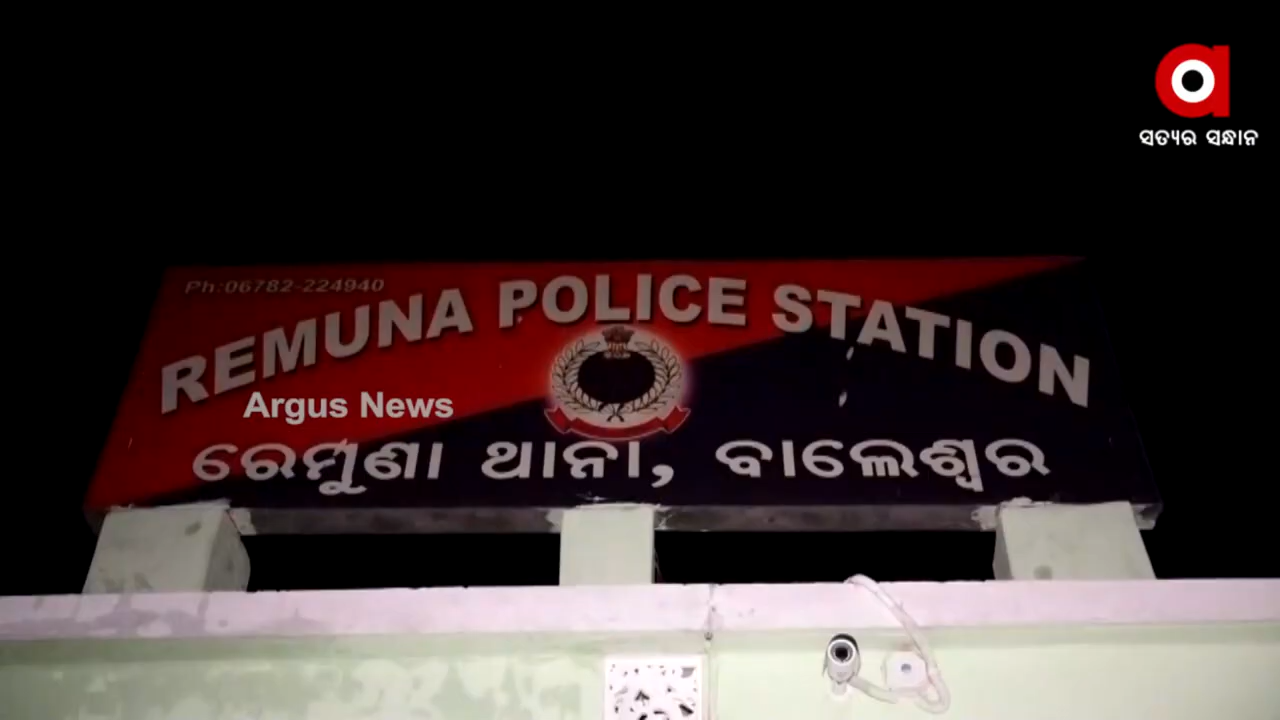 ସତ୍ୟର ସନ୍ଧାନ
Ph:06782-224940
REMUNA POLICE STATION
Argus News
ରେମୁଣା ଥାନା, ବାଲେଶ୍ୱର